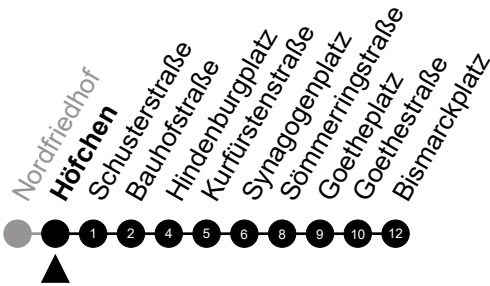 Nordfriedhof
Höfchen
Schusterstraße
Bauhofstraße
Hindenburgplatz
Kurfürstenstraße
Synagogenplatz
Sömmerringstraße
Goetheplatz
Goethestraße
Bismarckplatz
1 2 4 5 6 8 9 10 12